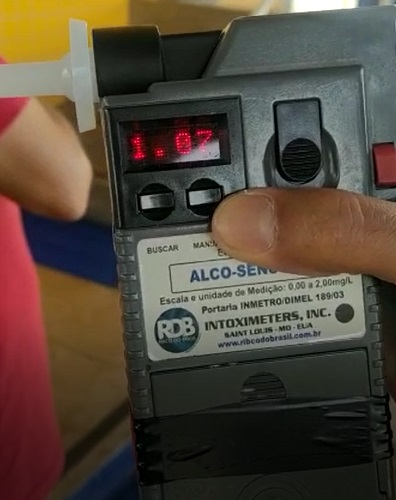 1.07
BUSCAR
ALCO-SENS
Escala e unidade de Medição: 0,00 a 2,00mg/L
Portaria INMETRO/DIMEL 189/03
RDB
INTOXIMETERS, INC.
SAINT LOUIS - MO - EUA
www.ribcodobrasil.com.br